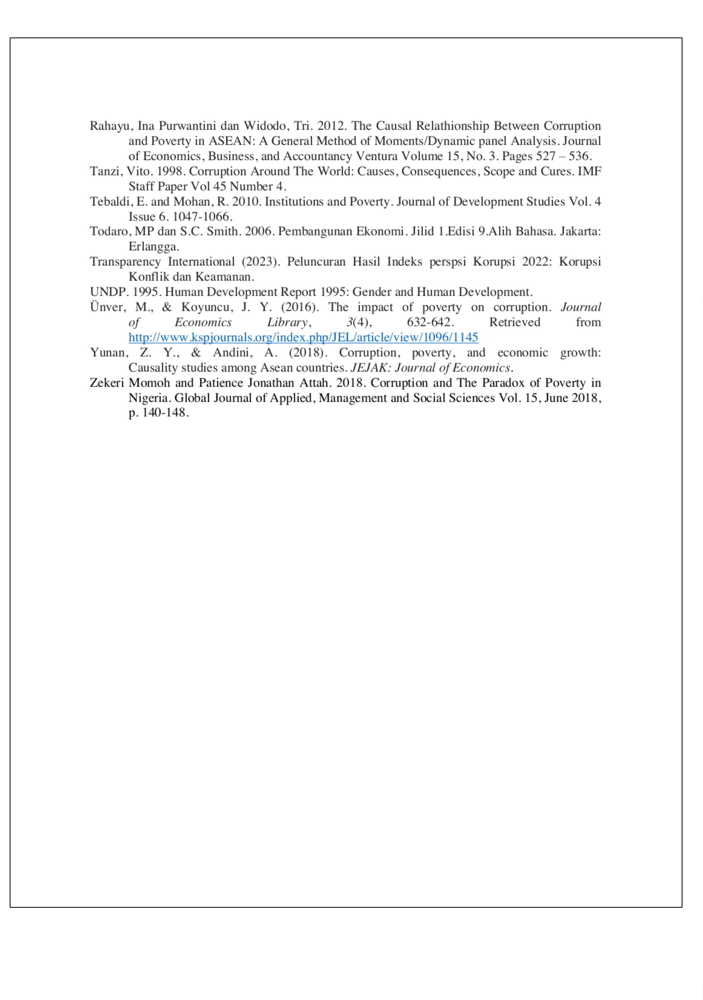 Rahayu, Ina Purwantini dan Widodo, Tri. 2012. The Causal Relathionship Between Corruption
and Poverty in ASEAN: A General Method of Moments/Dynamic panel Analysis. Journal
of Economics, Business, and Accountancy Ventura Volume 15, No. 3. Pages 527 – 536.
Tanzi, Vito. 1998. Corruption Around The World: Causes, Consequences, Scope and Cures. IMF
Staff Paper Vol 45 Number 4.
Tebaldi, E. and Mohan, R. 2010. Institutions and Poverty. Journal of Development Studies Vol. 4
Issue 6. 1047-1066.
Todaro, MP dan S.C. Smith. 2006. Pembangunan Ekonomi. Jilid 1.Edisi 9.Alih Bahasa. Jakarta:
Erlangga.
Transparency International (2023). Peluncuran Hasil Indeks perspsi Korupsi 2022: Korupsi
Konflik dan Keamanan.
UNDP. 1995. Human Development Report 1995: Gender and Human Development.
Ünver, M., & Koyuncu, J. Y. (2016). The impact of poverty on corruption. Journal
of Economics Library, 3(4), 632-642. Retrieved from
http://www.kspjournals.org/index.php/JEL/article/view/1096/1145
Yunan, Z. Y., & Andini, A. (2018). Corruption, poverty, and economic growth:
Causality studies among Asean countries. JEJAK: Journal of Economics.
Zekeri Momoh and Patience Jonathan Attah. 2018. Corruption and The Paradox of Poverty in
Nigeria. Global Journal of Applied, Management and Social Sciences Vol. 15, June 2018,
p. 140-148.